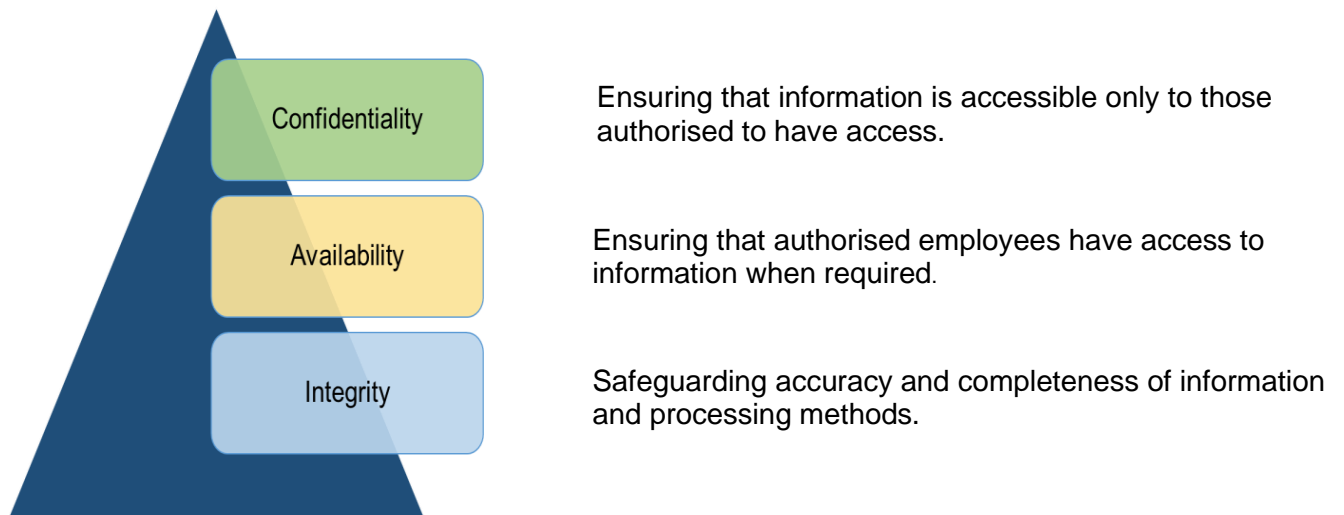 Confidentiality
Ensuring that information is accessible only to those
authorised to have access.
Availability
Ensuring that authorised employees have access to
information when required.
Integrity
Safeguarding accuracy and completeness of information
and processing methods.